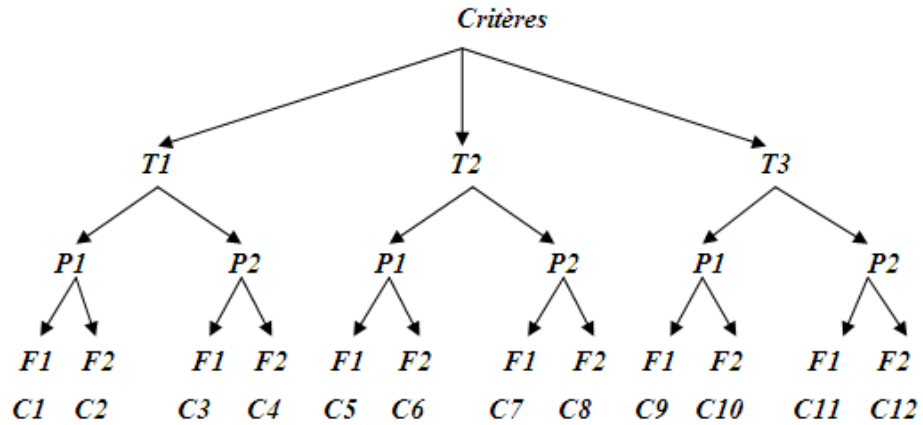 Critères
T1 T2 T3
P1 P2 P1 P2 P1 P2
F1 F2 F1 F2 F1 F2 F1 F2 F1 F2 F1 F2
C1 C2 C3 C4 C5 C6 C7 C8 C9 C10 C11 C12